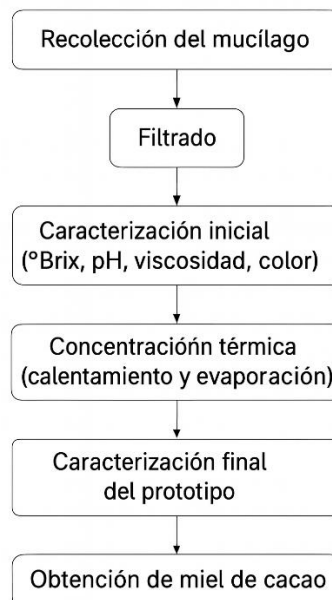 Recolección del mucílago
Filtrado
Caracterización inicial
(°Brix, pH, viscosidad, color)
Concentraciónn térmica
(calentamiento y evaporación)
Caracterización final
del prototipo
Obtención de miel de cacao